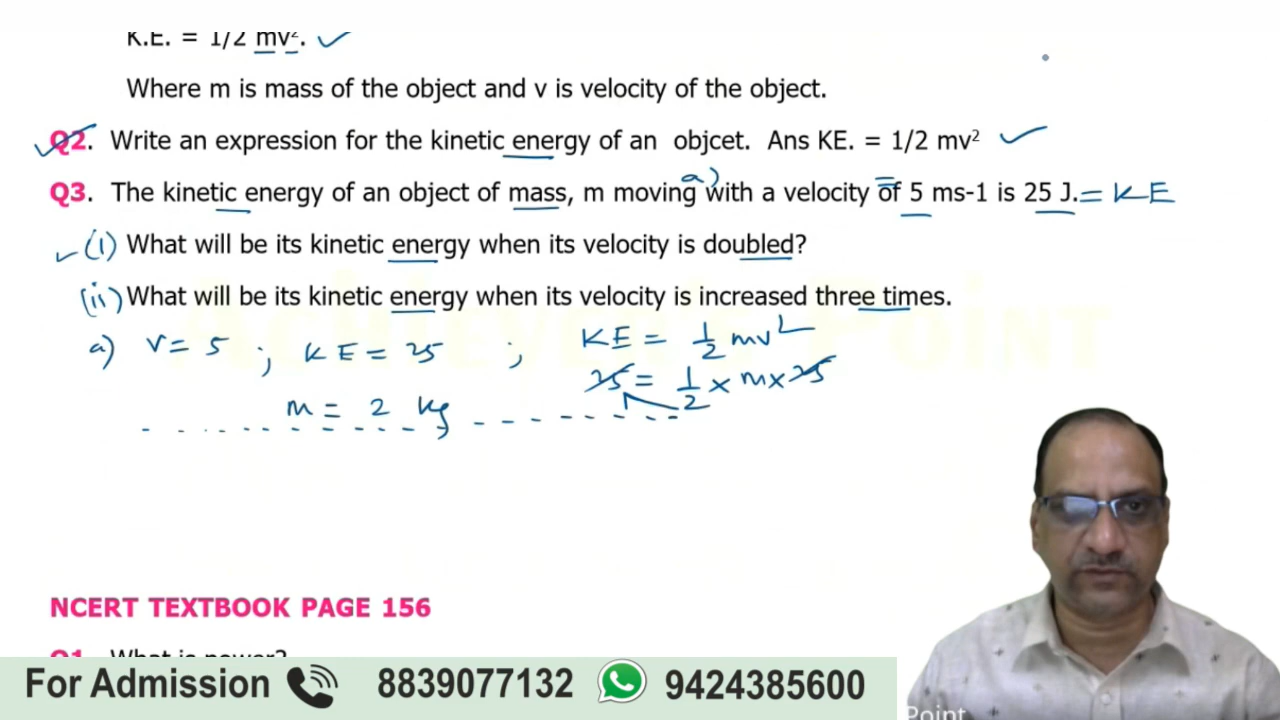 K.E. = 1/2 mv².
Where m is mass of the object and v is velocity of the object.
Q2. Write an expression for the kinetic energy of an objcet. Ans KE. = 1/2 mv²
a)
Q3. The kinetic energy of an object of mass, m moving with a velocity of 5 ms-1 is 25 J. = KE
(i) What will be its kinetic energy when its velocity is doubled?
(ii) What will be its kinetic energy when its velocity is increased three times.
a) v = 5 ; KE = 25 ; KE = 1/2 mv²
25 = 1/2 x m x 25
m = 2 kg
NCERT TEXTBOOK PAGE 156
Q1. What is power?
For Admission 8839077132 9424385600
Point